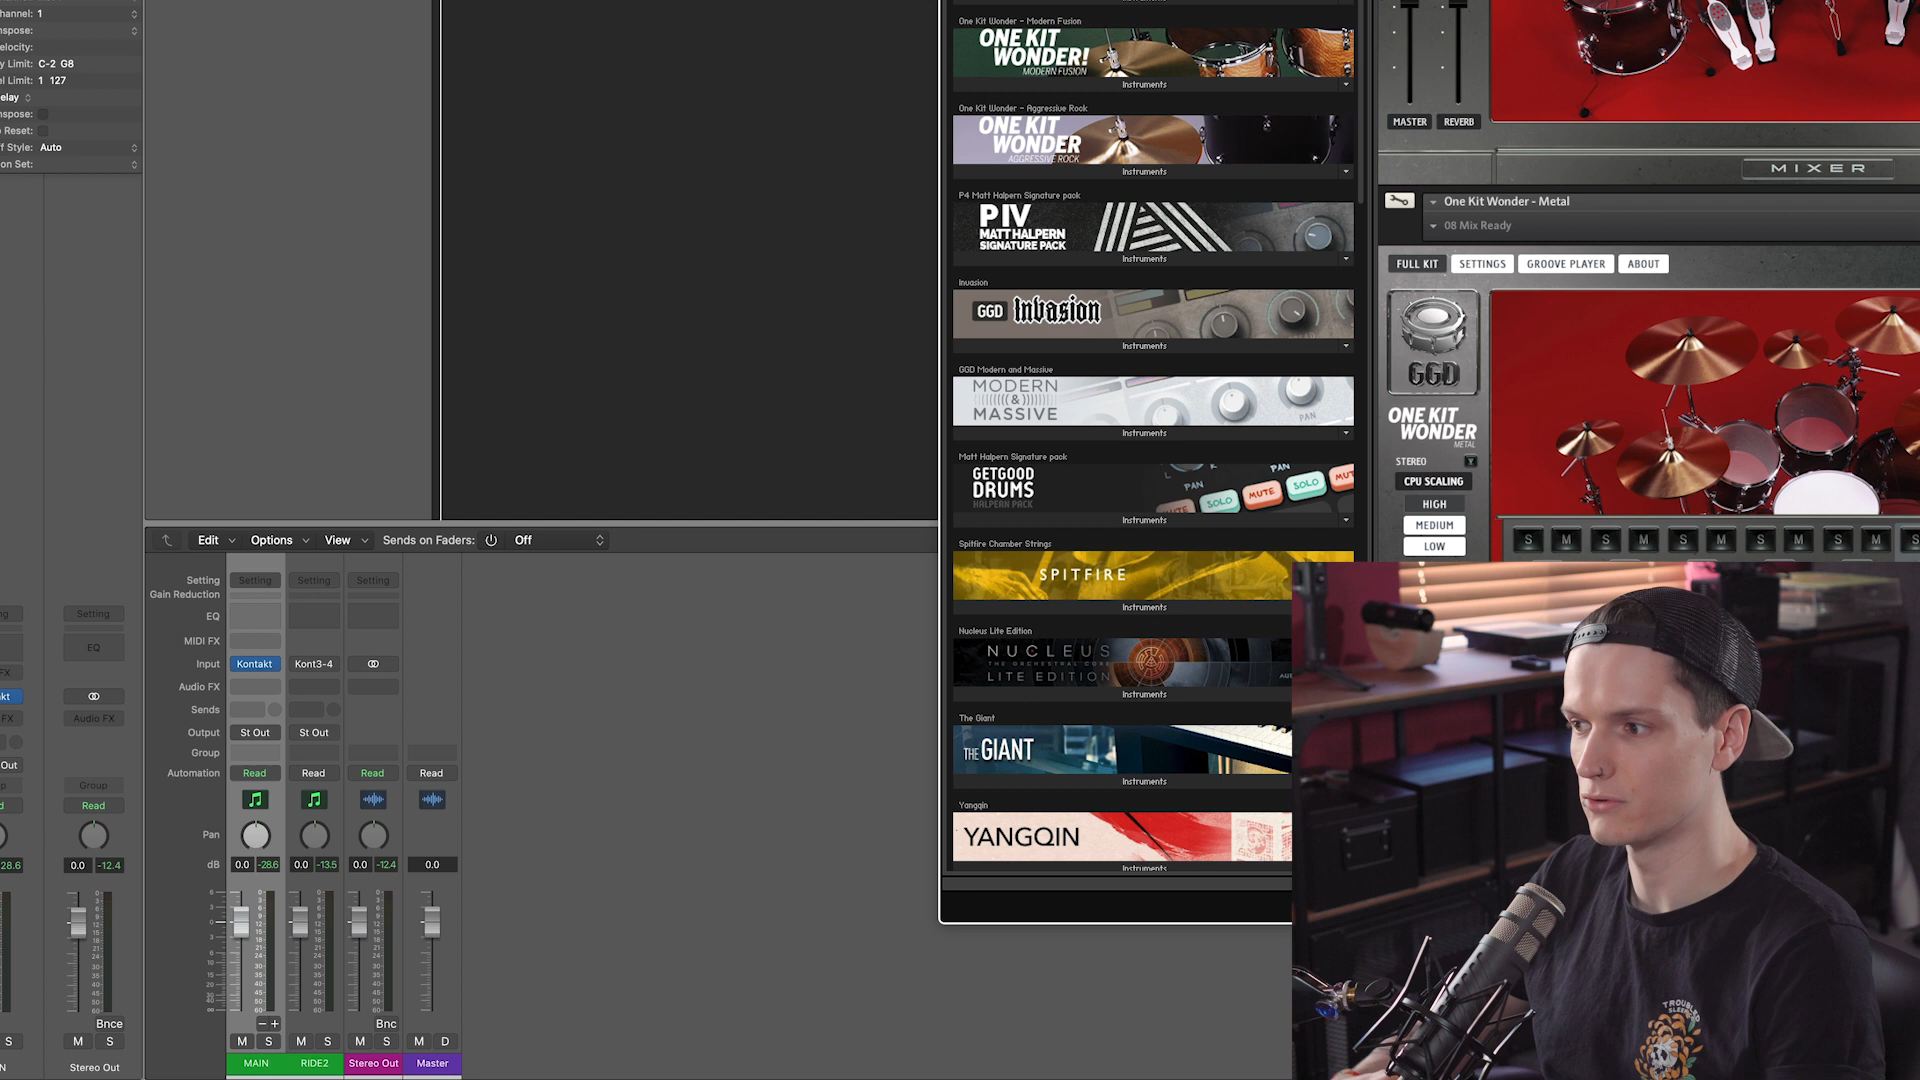 hannel: 1
nspose:
elocity:
y Limit: C-2 G8
el Limit: 1 127
elay
nspose:
o Reset:
ff Style: Auto
on Set:
Setting
EQ
kt
FX
Audio FX
Out
Group
Read
28.6
0.0 -12.4
Bnce
S
M S
N
Stereo Out
Edit
Options
View
Sends on Faders:
Off
Setting
Setting
Setting
Setting
Gain Reduction
EQ
MIDI FX
Input
Kontakt
Kont3-4
Audio FX
Sends
Output
St Out
St Out
Group
Automation
Read
Read
Read
Read
Pan
dB
0.0 -28.6
0.0 -13.5
0.0 -12.4
0.0
Bnc
M S
M S
M S
M D
MAIN
RIDE2
Stereo Out
Master
One Kit Wonder - Modern Fusion
ONE KIT
WONDER!
MODERN FUSION
Instruments
One Kit Wonder - Aggressive Rock
ONE KIT
WONDER
AGGRESSIVE ROCK
Instruments
P4 Matt Halpern Signature pack
PIV
MATT HALPERN
SIGNATURE PACK
Instruments
Invasion
GGD Invasion
Instruments
GGD Modern and Massive
MODERN
&
MASSIVE
PAN
Instruments
Matt Halpern Signature pack
GETGOOD
DRUMS
HALPERN PACK
PAN
PAN
SOLO
MUTE
SOLO
Instruments
Spitfire Chamber Strings
SPITFIRE
Instruments
Nucleus Lite Edition
NUCLEUS
THE ORCHESTRAL CORE
LITE EDITION
Instruments
The Giant
THE GIANT
Instruments
Yangqin
YANGQIN
Instruments
MASTER
REVERB
MIXER
One Kit Wonder - Metal
08 Mix Ready
FULL KIT
SETTINGS
GROOVE PLAYER
ABOUT
GGD
ONE KIT
WONDER
METAL
STEREO
CPU SCALING
HIGH
MEDIUM
LOW
S M S M S M S M S M S
TROUBLED